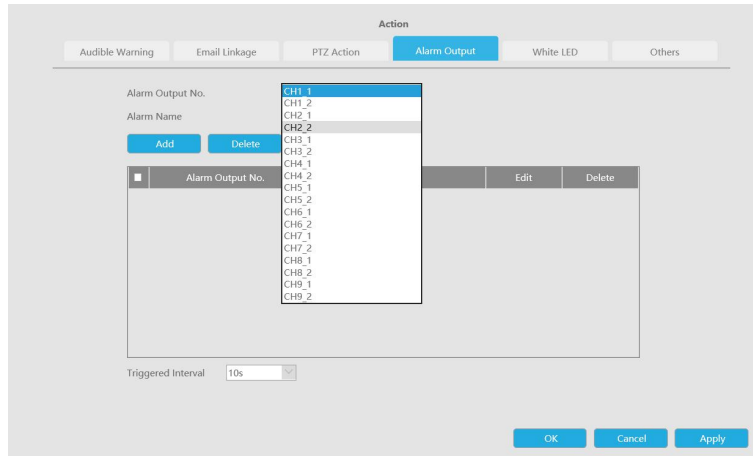 Action
Audible Warning Email Linkage PTZ Action Alarm Output White LED Others
Alarm Output No.
Alarm Name
Add Delete
CH1_1
CH1_2
CH2_1
CH2_2
CH3_1
CH3_2
CH4_1
CH4_2
CH5_1
CH5_2
CH6_1
CH6_2
CH7_1
CH7_2
CH8_1
CH8_2
CH9_1
CH9_2
Alarm Output No. Edit Delete
Triggered Interval 10s
OK Cancel Apply